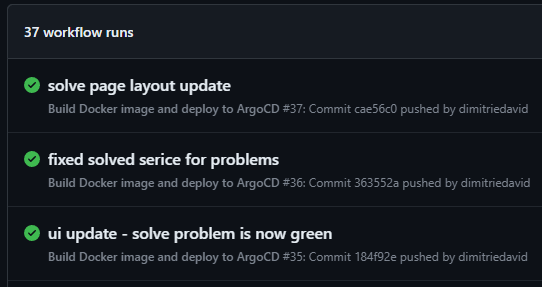 37 workflow runs
solve page layout update
Build Docker image and deploy to ArgoCD #37: Commit cae56c0 pushed by dimitriedavid
fixed solved serice for problems
Build Docker image and deploy to ArgoCD #36: Commit 363552a pushed by dimitriedavid
ui update - solve problem is now green
Build Docker image and deploy to ArgoCD #35: Commit 184f92e pushed by dimitriedavid